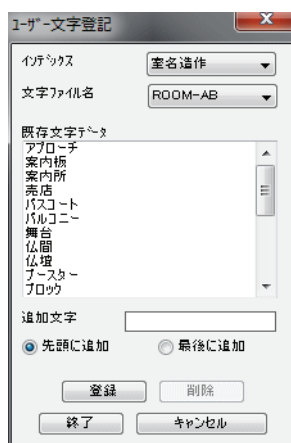 ﾕｰｻﾞｰ文字登記
ｲﾝﾃﾞｯｸｽ 室名造作
文字ﾌｧｲﾙ名 ROOM-AB
既存文字ﾃﾞｰﾀ
アプローチ
案内板
案内所
売店
バスコート
バルコニー
舞台
仏間
仏壇
ブースター
ブロック
追加文字
先頭に追加 最後に追加
登録 削除
終了 ｷｬﾝｾﾙ